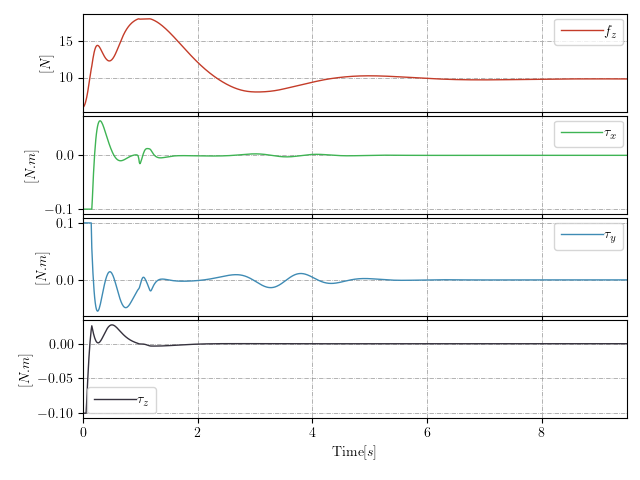 15
10
[N]
f_z
0.0
−0.1
[N.m]
τ_x
0.1
0.0
[N.m]
τ_y
0.00
−0.05
−0.10
[N.m]
τ_z
0 2 4 6 8
Time[s]